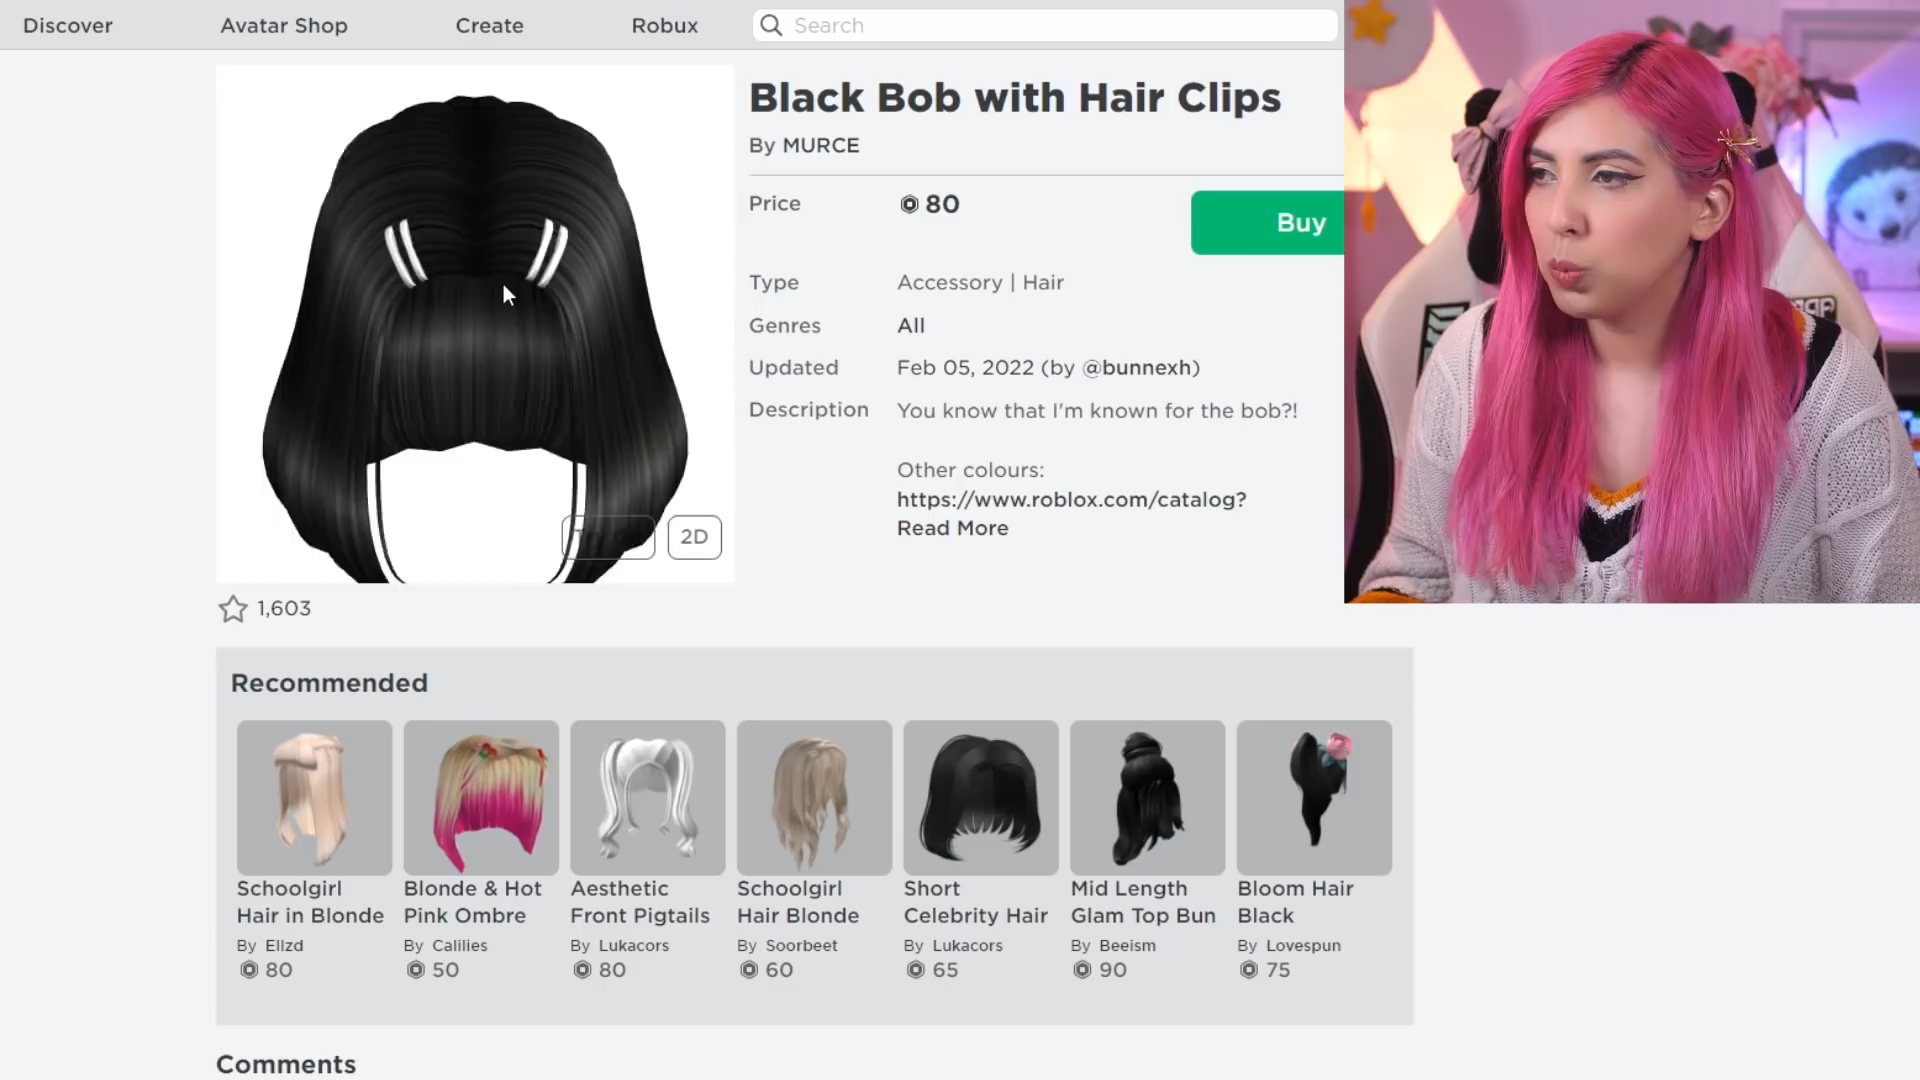 Discover
Avatar Shop
Create
Robux
Search
Black Bob with Hair Clips
By MURCE
Price
80
Buy
Type
Accessory | Hair
Genres
All
Updated
Feb 05, 2022 (by @bunnexh)
Description
You know that I'm known for the bob?!
Other colours:
https://www.roblox.com/catalog?
Read More
2D
1,603
Recommended
Schoolgirl
Hair in Blonde
By Ellzd
80
Blonde & Hot
Pink Ombre
By Calilies
50
Aesthetic
Front Pigtails
By Lukacors
80
Schoolgirl
Hair Blonde
By Soorbeet
60
Short
Celebrity Hair
By Lukacors
65
Mid Length
Glam Top Bun
By Beeism
90
Bloom Hair
Black
By Lovespun
75
Comments